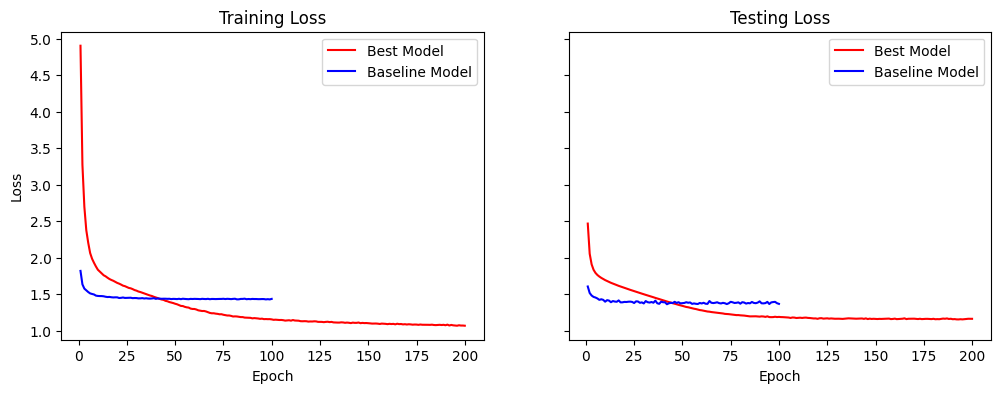 Training Loss
Testing Loss
5.0
4.5
4.0
3.5
3.0
2.5
2.0
1.5
1.0
Loss
Best Model
Baseline Model
0 25 50 75 100 125 150 175 200
Epoch
Best Model
Baseline Model
0 25 50 75 100 125 150 175 200
Epoch